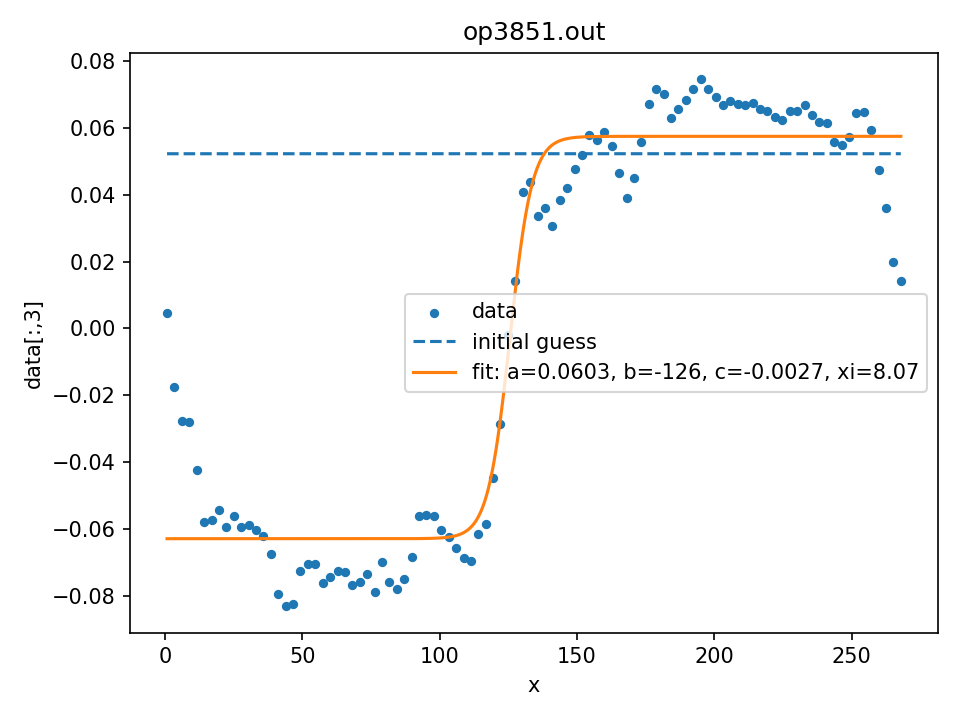 op3851.out
data[:,3]
0.08
0.06
0.04
0.02
0.00
−0.02
−0.04
−0.06
−0.08
data
initial guess
fit: a=0.0603, b=-126, c=-0.0027, xi=8.07
0 50 100 150 200 250
x